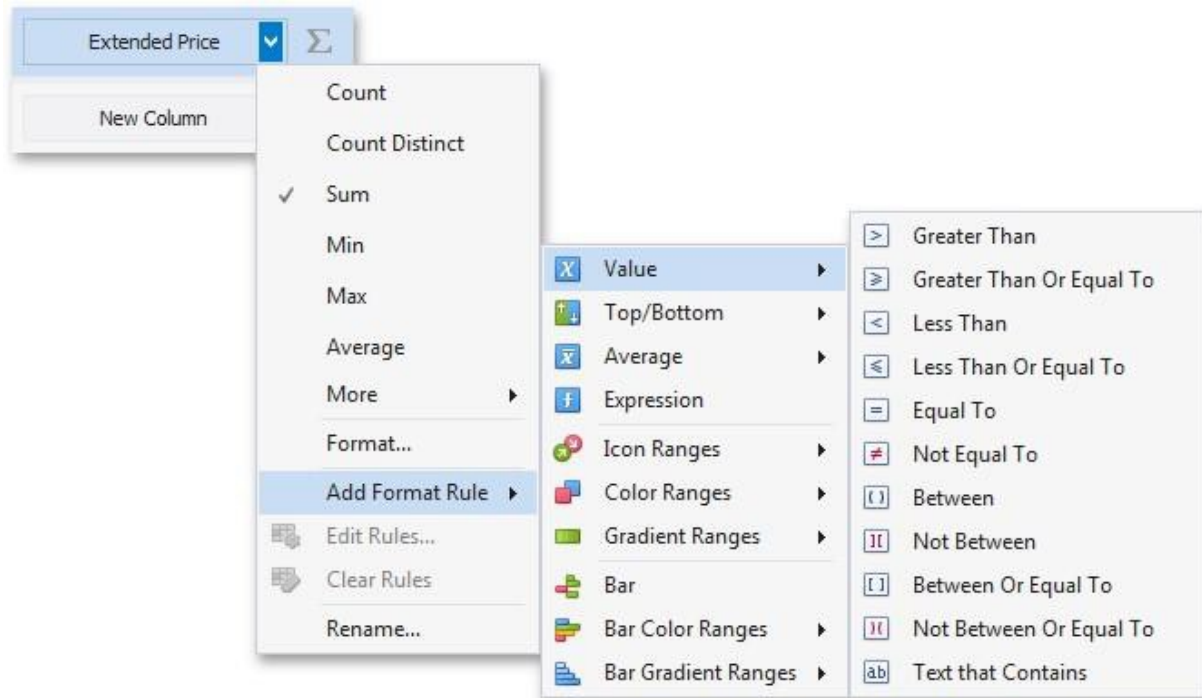 Extended Price
Σ
New Column
Count
Count Distinct
Sum
Min
Max
Average
More
Format...
Add Format Rule
Edit Rules...
Clear Rules
Rename...
Value
Top/Bottom
Average
Expression
Icon Ranges
Color Ranges
Gradient Ranges
Bar
Bar Color Ranges
Bar Gradient Ranges
Greater Than
Greater Than Or Equal To
Less Than
Less Than Or Equal To
Equal To
Not Equal To
Between
Not Between
Between Or Equal To
Not Between Or Equal To
Text that Contains